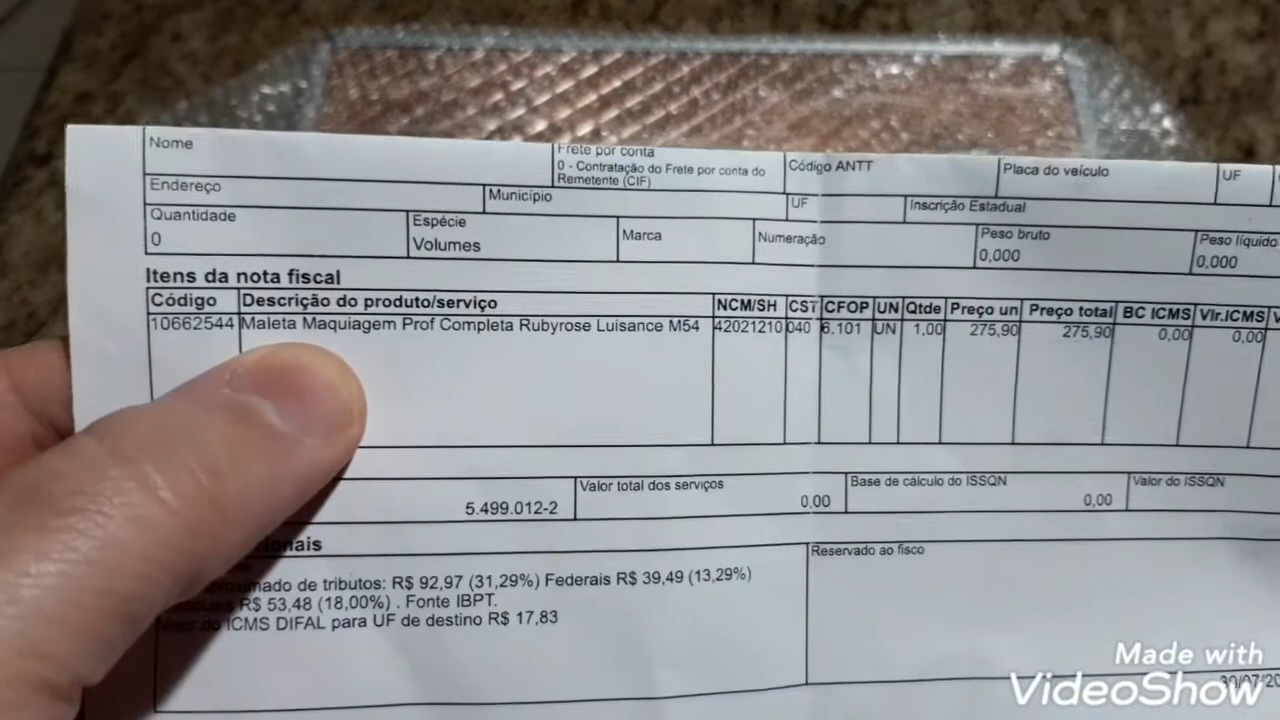 Nome
Frete por conta
0 - Contratação do Frete por conta do
Remetente (CIF)
Código ANTT
Placa do veículo
UF
Endereço
Município
UF
Inscrição Estadual
Quantidade
0
Espécie
Volumes
Marca
Numeração
Peso bruto
0,000
Peso líquido
0,000
Itens da nota fiscal
Código Descrição do produto/serviço NCM/SH CST CFOP UN Qtde Preço un Preço total BC ICMS Vlr.ICMS
10662544 Maleta Maquiagem Prof Completa Rubyrose Luisance M54 42021210 040 6.101 UN 1,00 275,90 275,90 0,00 0,00
5.499.012-2
Valor total dos serviços
0,00
Base de cálculo do ISSQN
0,00
Valor do ISSQN
Reservado ao fisco
de tributos: R$ 92,97 (31,29%) Federais R$ 39,49 (13,29%)
R$ 53,48 (18,00%) . Fonte IBPT.
ICMS DIFAL para UF de destino R$ 17,83
Made with
VideoShow